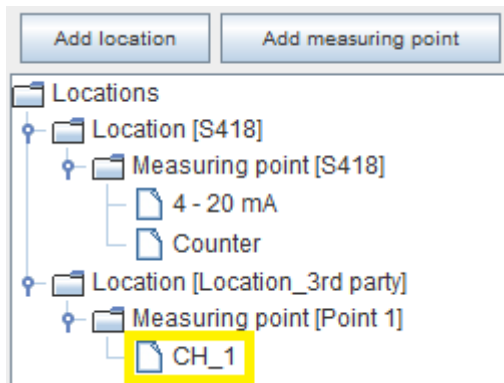 Add location Add measuring point
Locations
Location [S418]
Measuring point [S418]
4 - 20 mA
Counter
Location [Location_3rd party]
Measuring point [Point 1]
CH_1